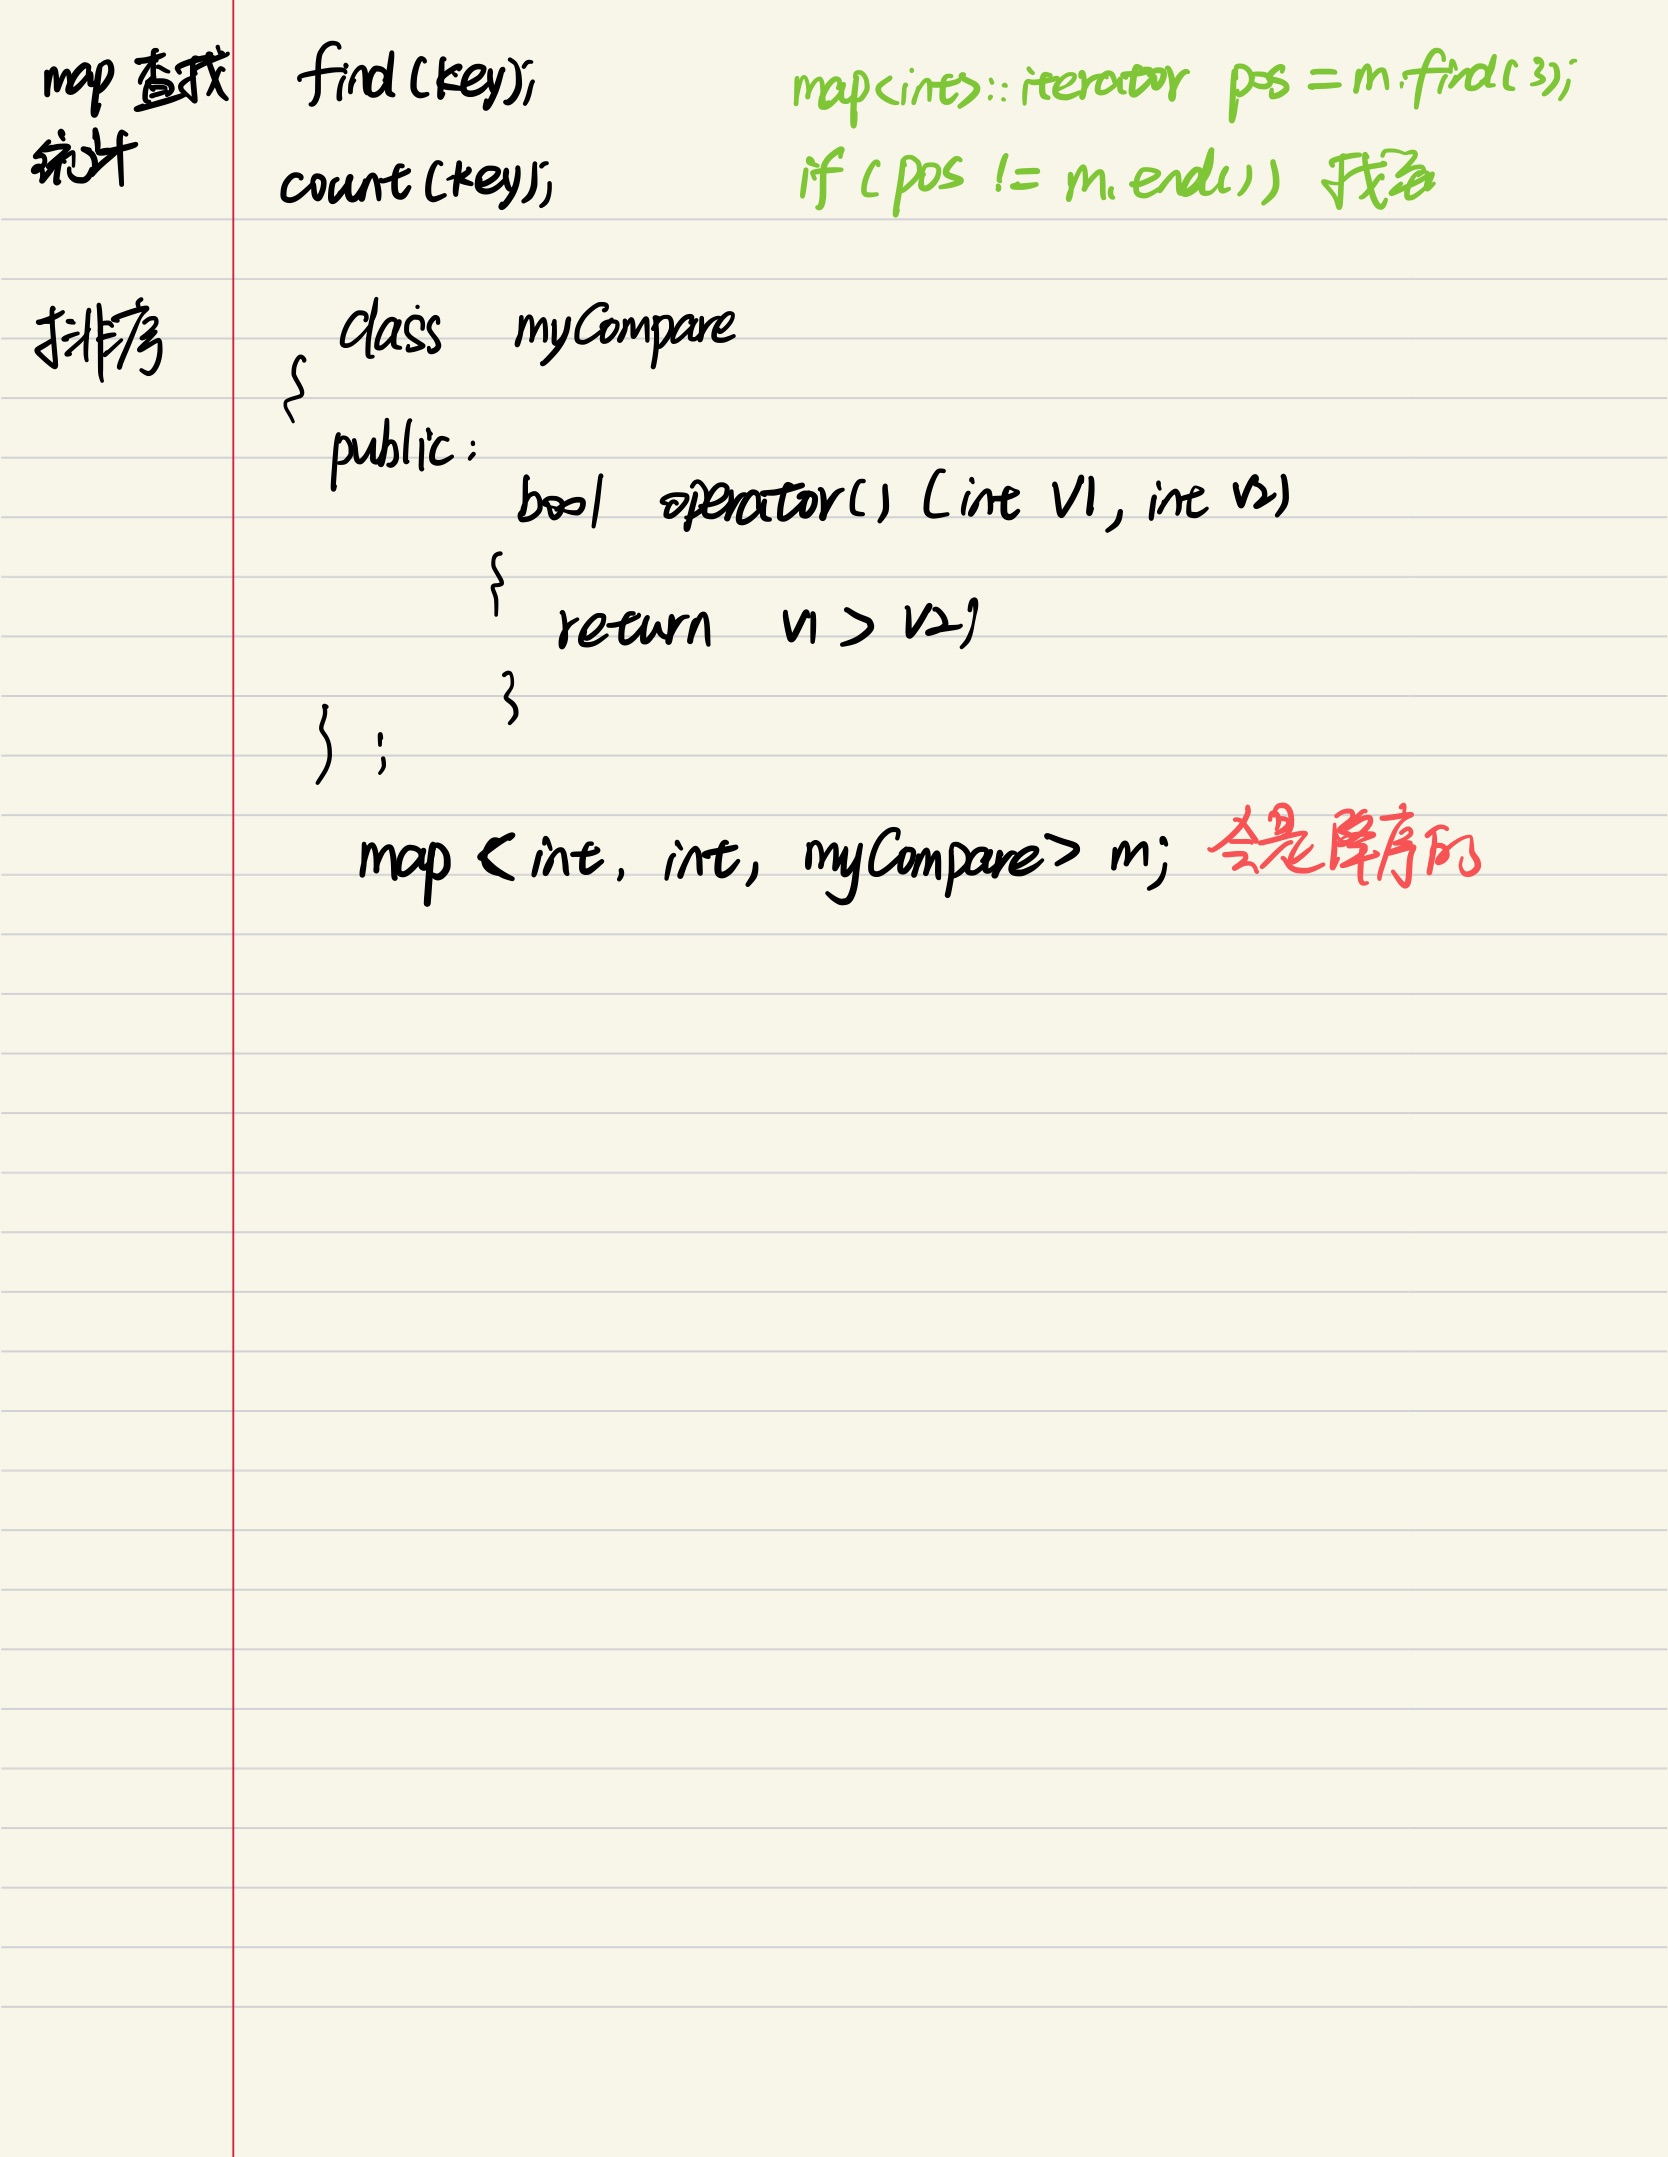 map 查找 find(key); map<int>::iterator pos = m.find(3);
统计 count(key); if (pos != m.end())
排序 class myCompare
{
public:
bool operator() (int v1, int v2)
{
return v1 > v2;
}
};
map <int, int, myCompare> m; 会是降序的